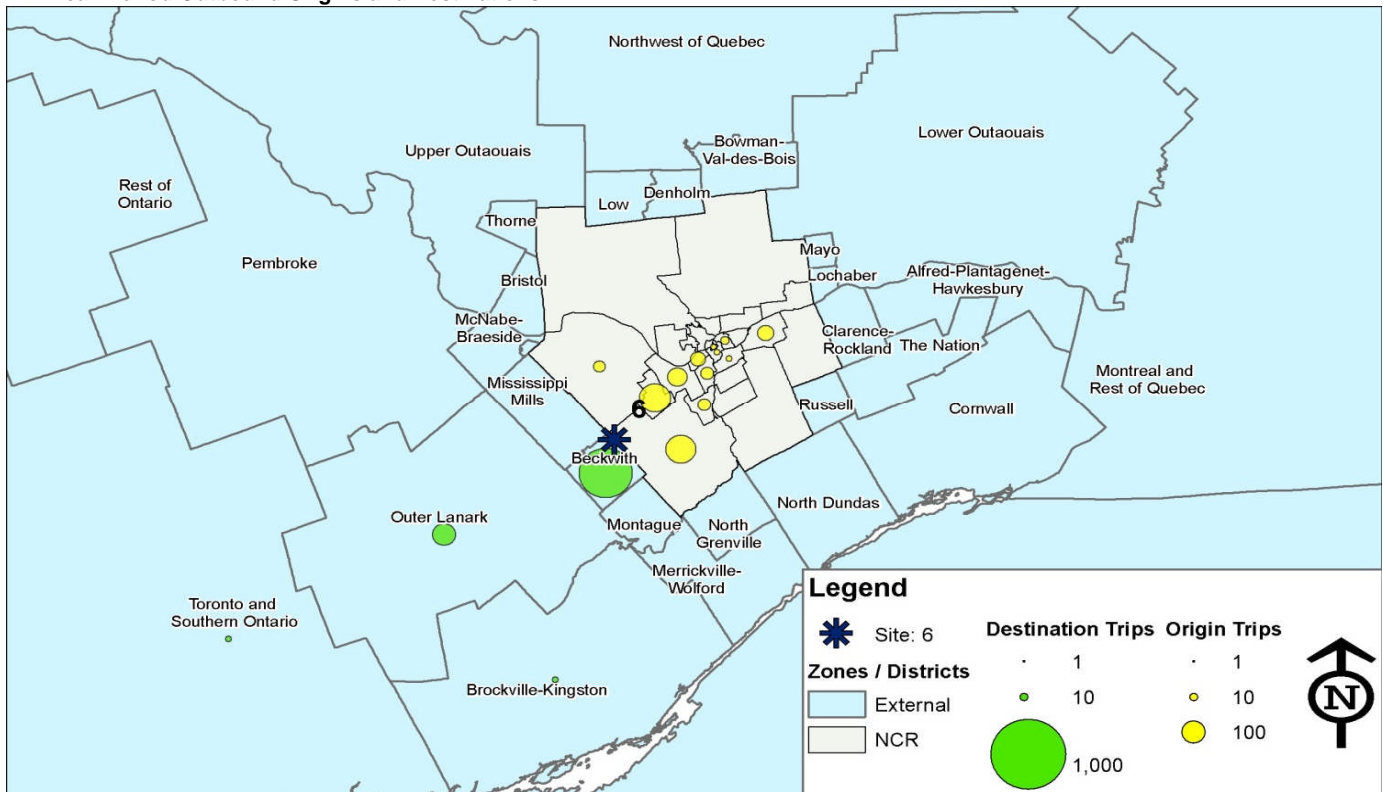 Northwest of Quebec
Lower Outaouais
Bowman-
Val-des-Bois
Upper Outaouais
Rest of
Ontario
Denholm
Low
Thorne
Mayo
Pembroke
Lochaber
Alfred-Plantagenet-
Hawkesbury
Bristol
McNabe-
Braeside
Clarence-
Rockland
The Nation
Montreal and
Rest of Quebec
Mississippi
Mills
Russell
Cornwall
6
Beckwith
North Dundas
Outer Lanark
Montague
North
Grenville
Merrickville-
Wolford
Toronto and
Southern Ontario
Brockville-Kingston
Legend
Site: 6
Zones / Districts
External
NCR
Destination Trips
1
10
1,000
Origin Trips
1
10
100
N